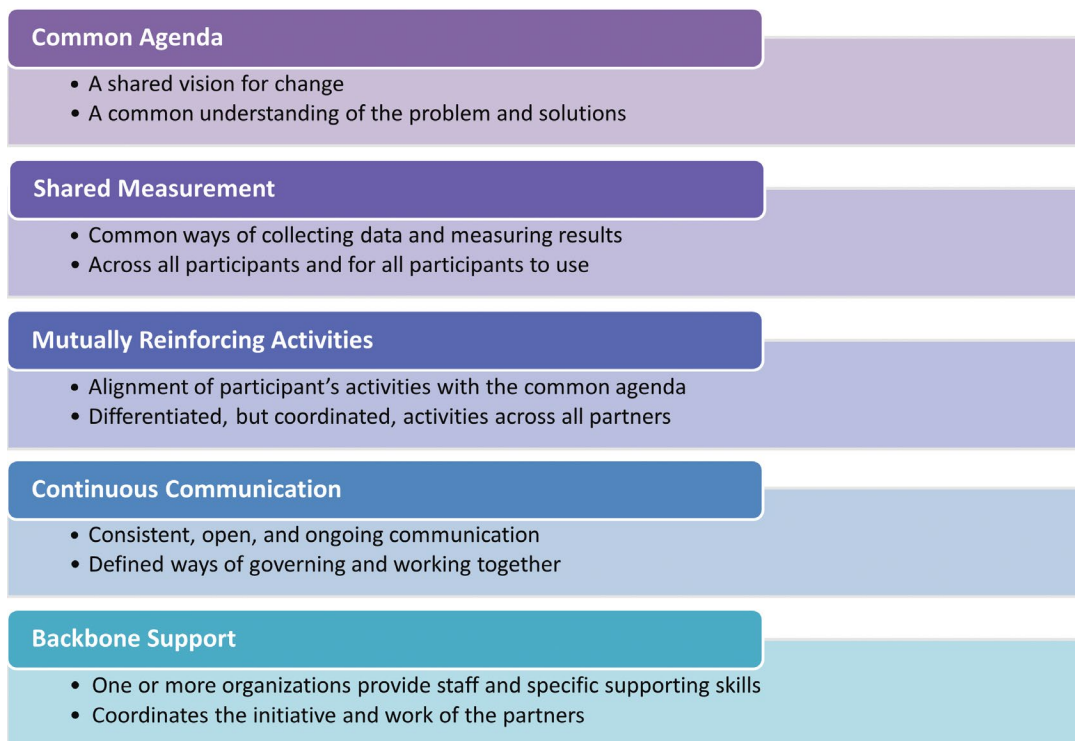 Common Agenda
• A shared vision for change
• A common understanding of the problem and solutions
Shared Measurement
• Common ways of collecting data and measuring results
• Across all participants and for all participants to use
Mutually Reinforcing Activities
• Alignment of participant’s activities with the common agenda
• Differentiated, but coordinated, activities across all partners
Continuous Communication
• Consistent, open, and ongoing communication
• Defined ways of governing and working together
Backbone Support
• One or more organizations provide staff and specific supporting skills
• Coordinates the initiative and work of the partners